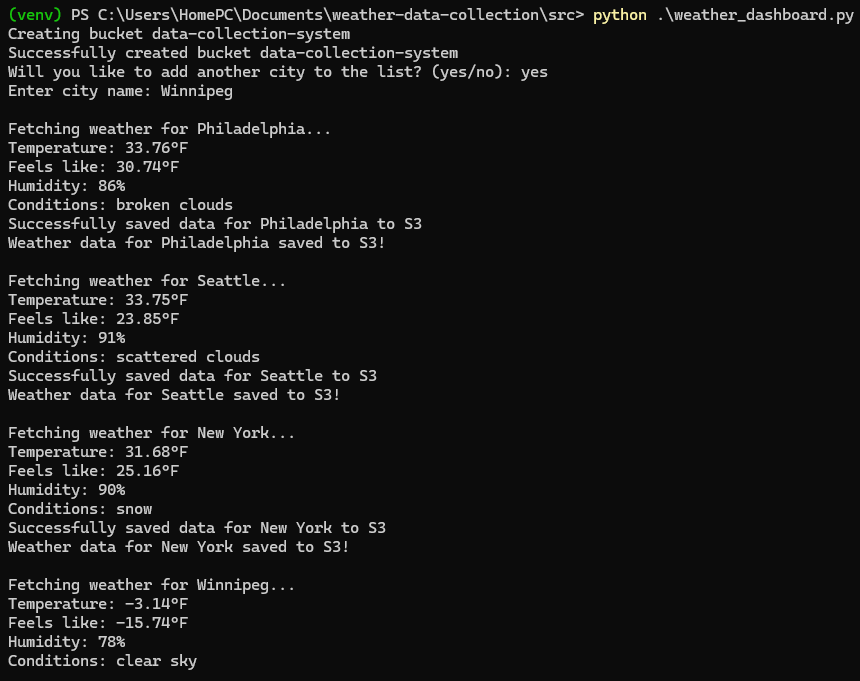 (venv) PS C:\Users\HomePC\Documents\weather-data-collection\src> python .\weather_dashboard.py
Creating bucket data-collection-system
Successfully created bucket data-collection-system
Will you like to add another city to the list? (yes/no): yes
Enter city name: Winnipeg

Fetching weather for Philadelphia...
Temperature: 33.76°F
Feels like: 30.74°F
Humidity: 86%
Conditions: broken clouds
Successfully saved data for Philadelphia to S3
Weather data for Philadelphia saved to S3!

Fetching weather for Seattle...
Temperature: 33.75°F
Feels like: 23.85°F
Humidity: 91%
Conditions: scattered clouds
Successfully saved data for Seattle to S3
Weather data for Seattle saved to S3!

Fetching weather for New York...
Temperature: 31.68°F
Feels like: 25.16°F
Humidity: 90%
Conditions: snow
Successfully saved data for New York to S3
Weather data for New York saved to S3!

Fetching weather for Winnipeg...
Temperature: -3.14°F
Feels like: -15.74°F
Humidity: 78%
Conditions: clear sky